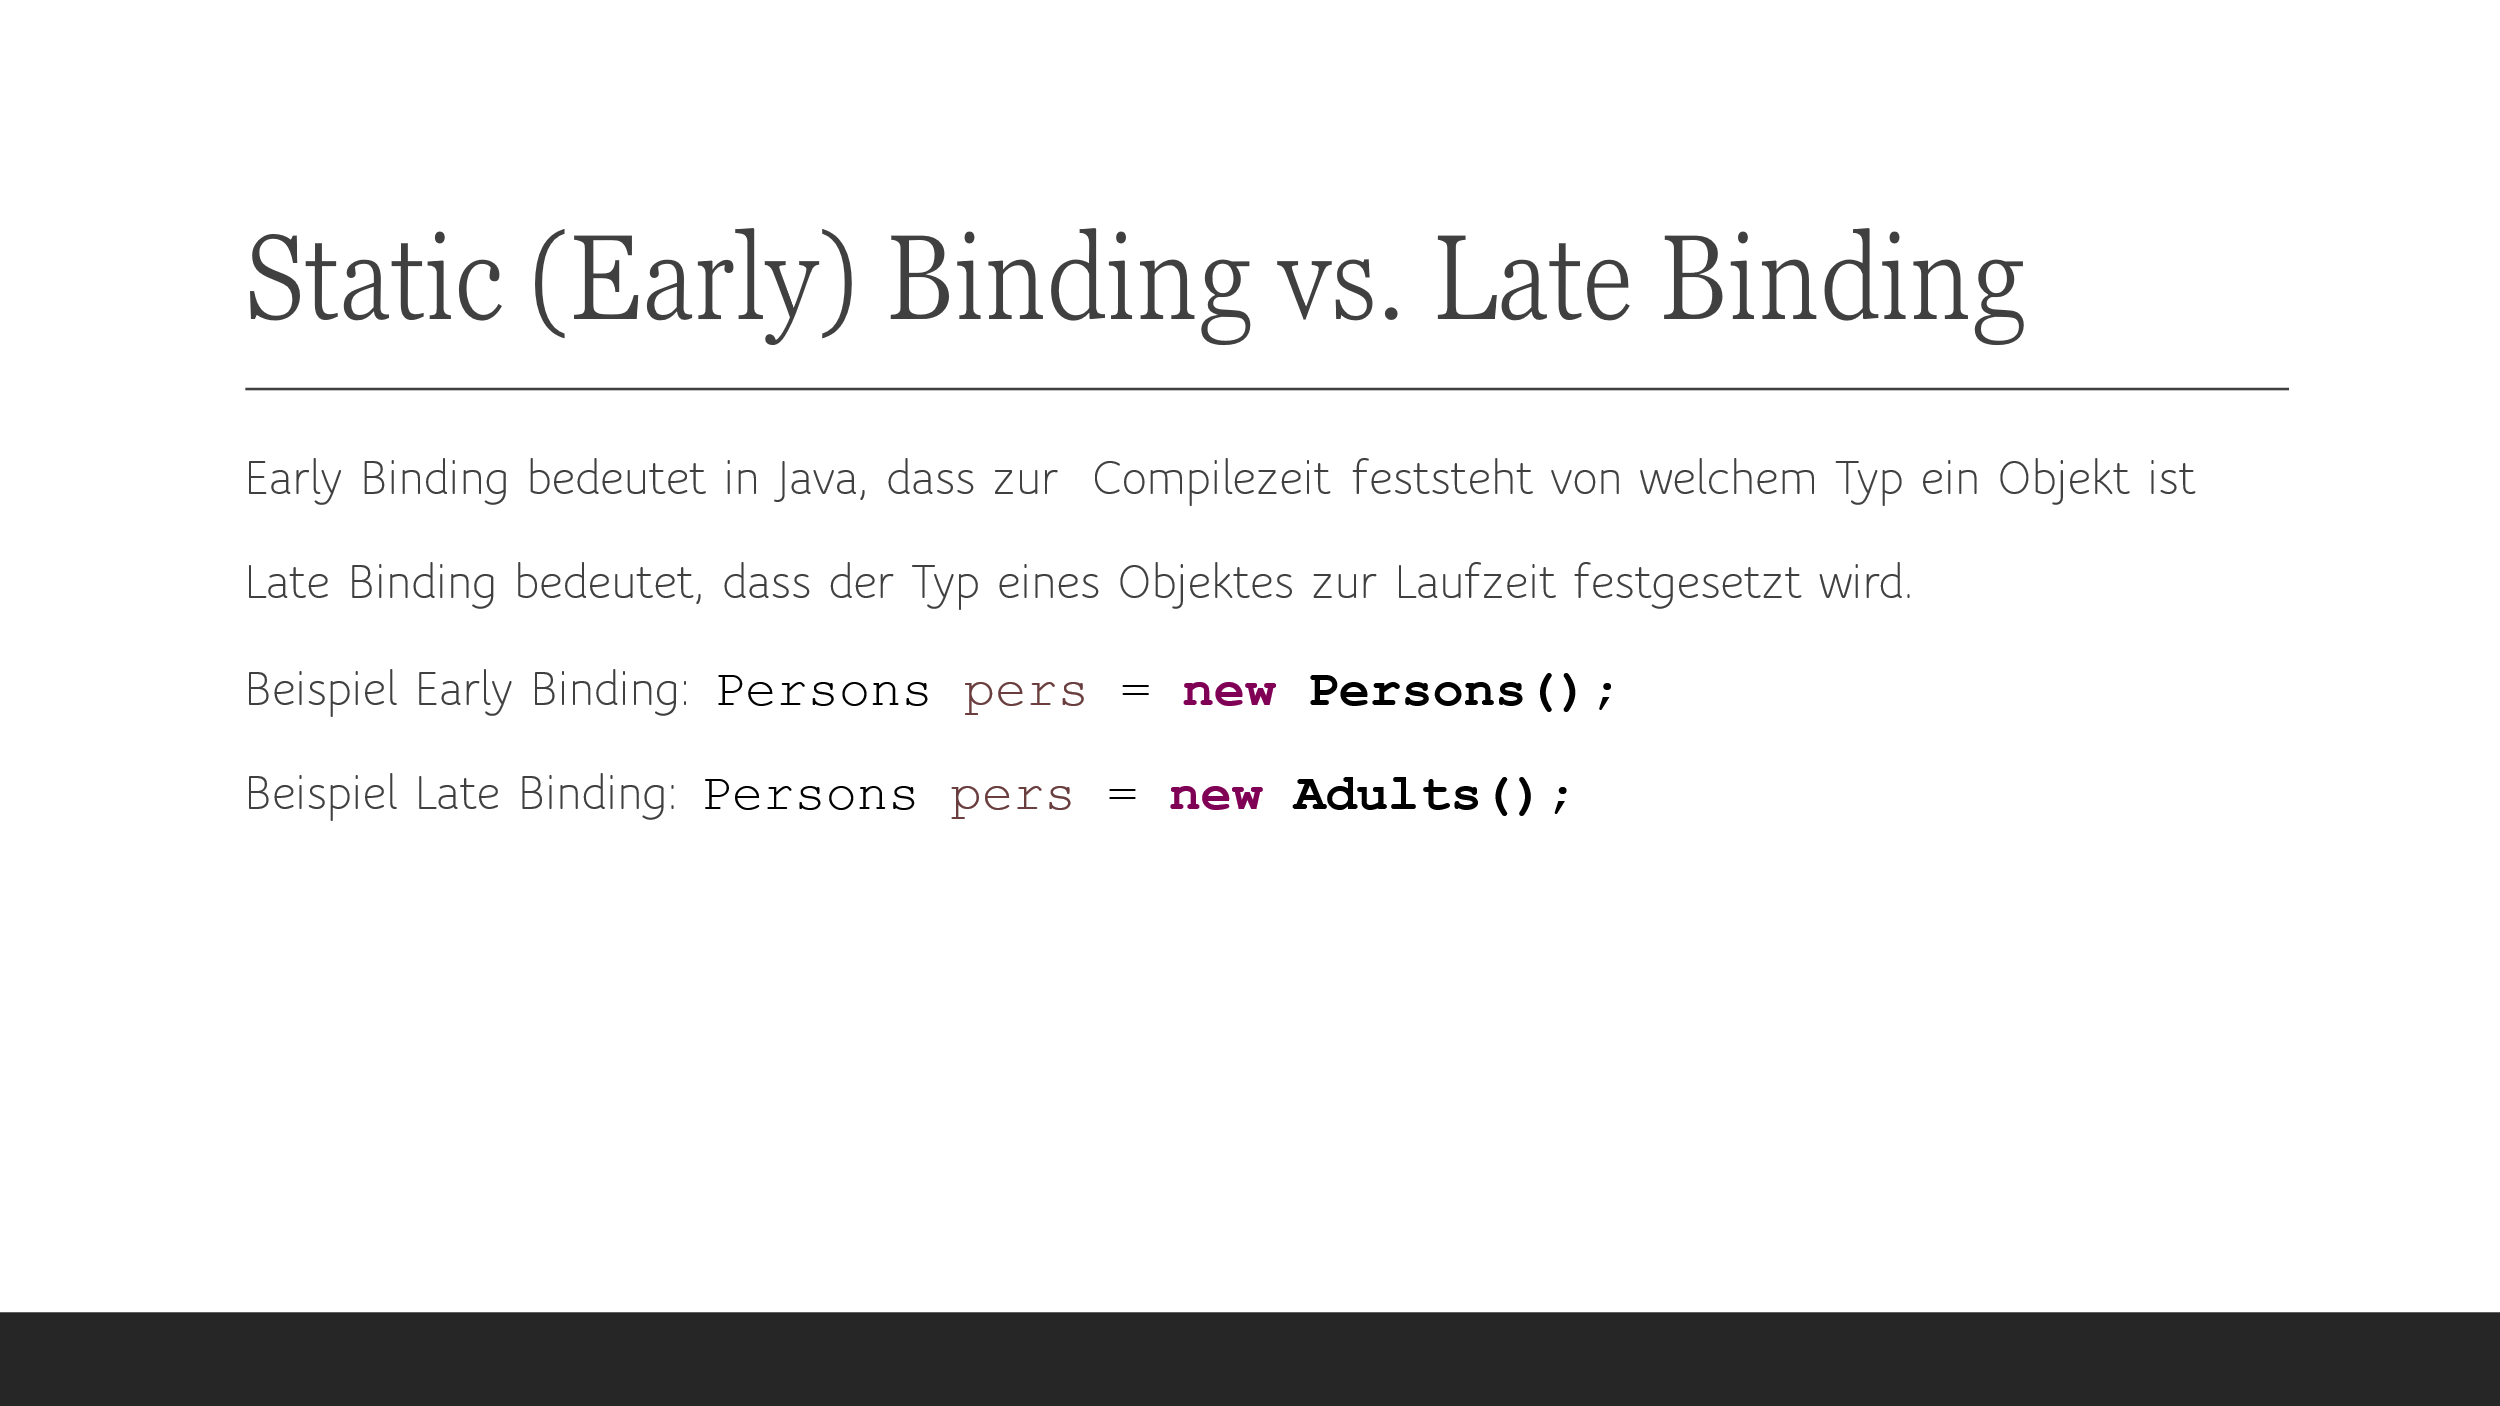 Static (Early) Binding vs. Late Binding
Early Binding bedeutet in Java, dass zur  Compilezeit feststeht von welchem Typ ein Objekt ist
Late Binding bedeutet, dass der Typ eines Objektes zur Laufzeit festgesetzt wird.
Beispiel Early Binding: Persons pers = new Persons();
Beispiel Late Binding: Persons pers = new Adults();